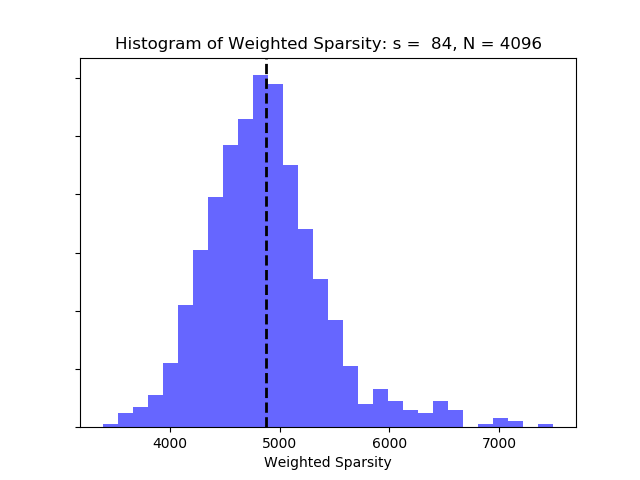 Histogram of Weighted Sparsity: s =  84, N = 4096
4000 5000 6000 7000
Weighted Sparsity